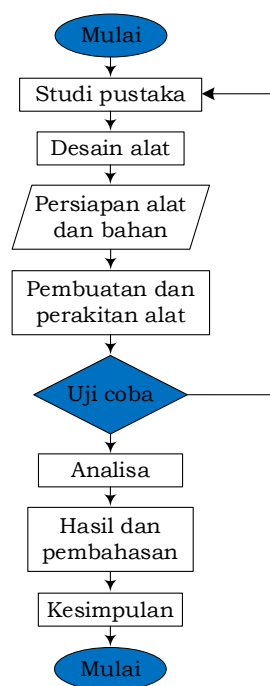 Mulai
Studi pustaka
Desain alat
Persiapan alat
dan bahan
Pembuatan dan
perakitan alat
Uji coba
Analisa
Hasil dan
pembahasan
Kesimpulan
Mulai